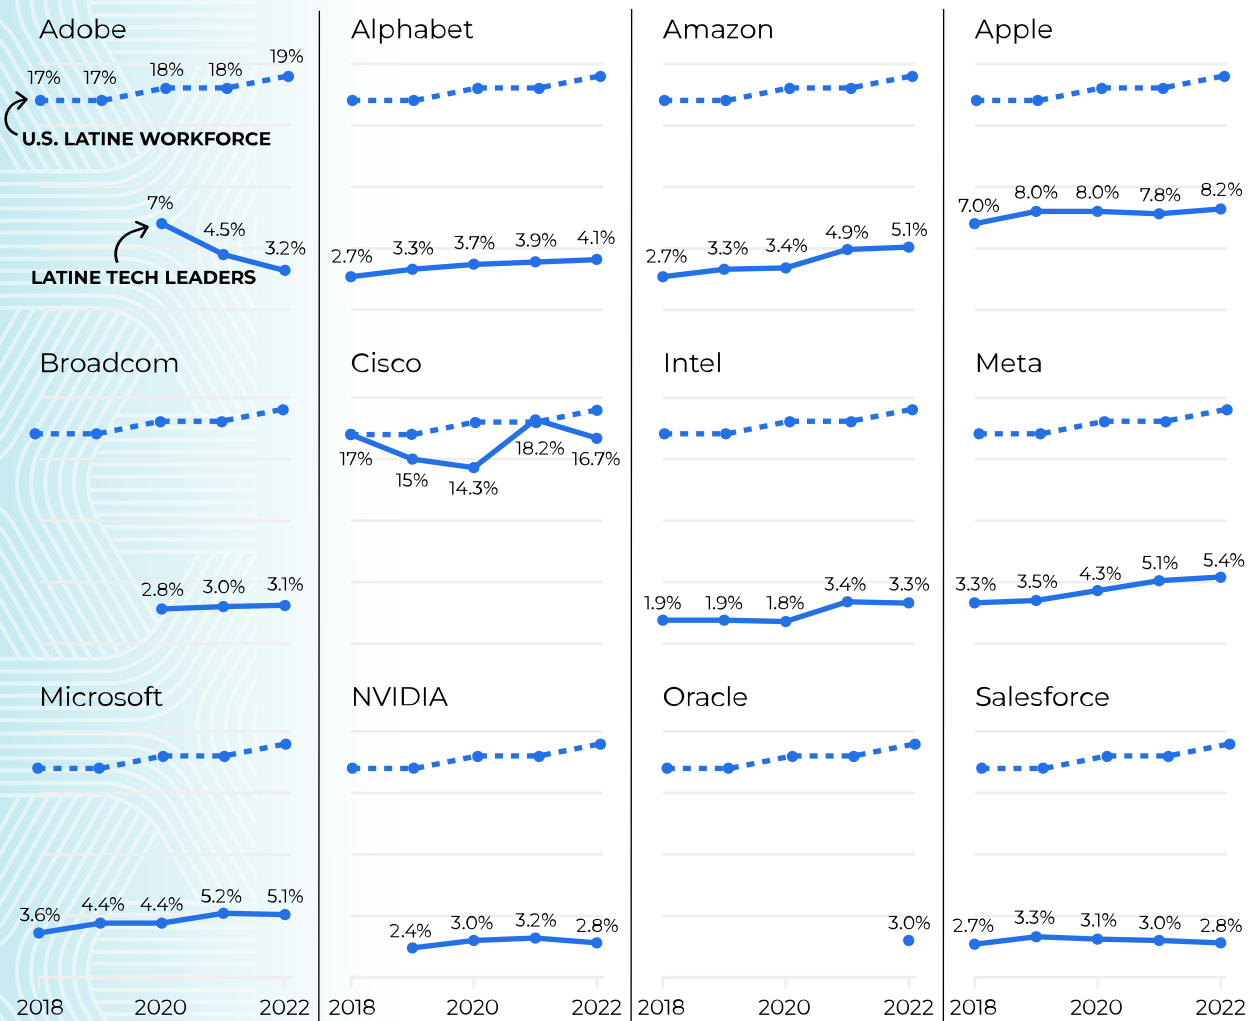 Adobe
17% 17% 18% 18% 19%
U.S. LATINE WORKFORCE
7% 4.5% 3.2%
LATINE TECH LEADERS
Alphabet
2.7% 3.3% 3.7% 3.9% 4.1%
Amazon
2.7% 3.3% 3.4% 4.9% 5.1%
Apple
7.0% 8.0% 8.0% 7.8% 8.2%
Broadcom
2.8% 3.0% 3.1%
Cisco
17% 15% 14.3% 18.2% 16.7%
Intel
1.9% 1.9% 1.8% 3.4% 3.3%
Meta
3.3% 3.5% 4.3% 5.1% 5.4%
Microsoft
3.6% 4.4% 4.4% 5.2% 5.1%
2018 2020 2022
NVIDIA
2.4% 3.0% 3.2% 2.8%
2018 2020 2022
Oracle
3.0%
2018 2020 2022
Salesforce
2.7% 3.3% 3.1% 3.0% 2.8%
2018 2020 2022